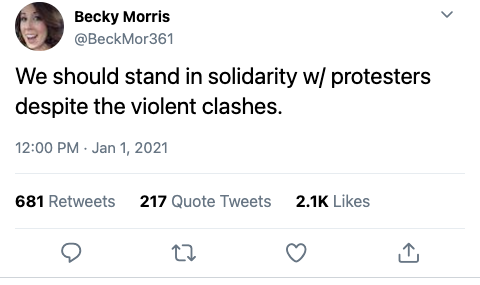 Becky Morris
@BeckMor361
We should stand in solidarity w/ protesters
despite the violent clashes.
12:00 PM · Jan 1, 2021
681 Retweets 217 Quote Tweets 2.1K Likes